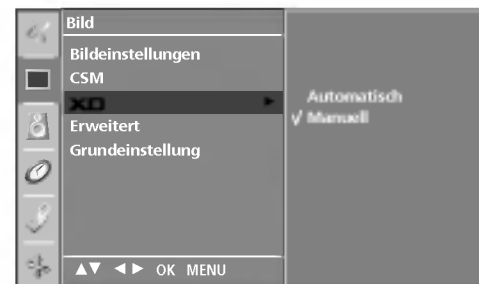 Bild
Bildeinstellungen
CSM
XD
Automatisch
√ Manuell
Erweitert
Grundeinstellung
▲▼ ◄► OK MENU